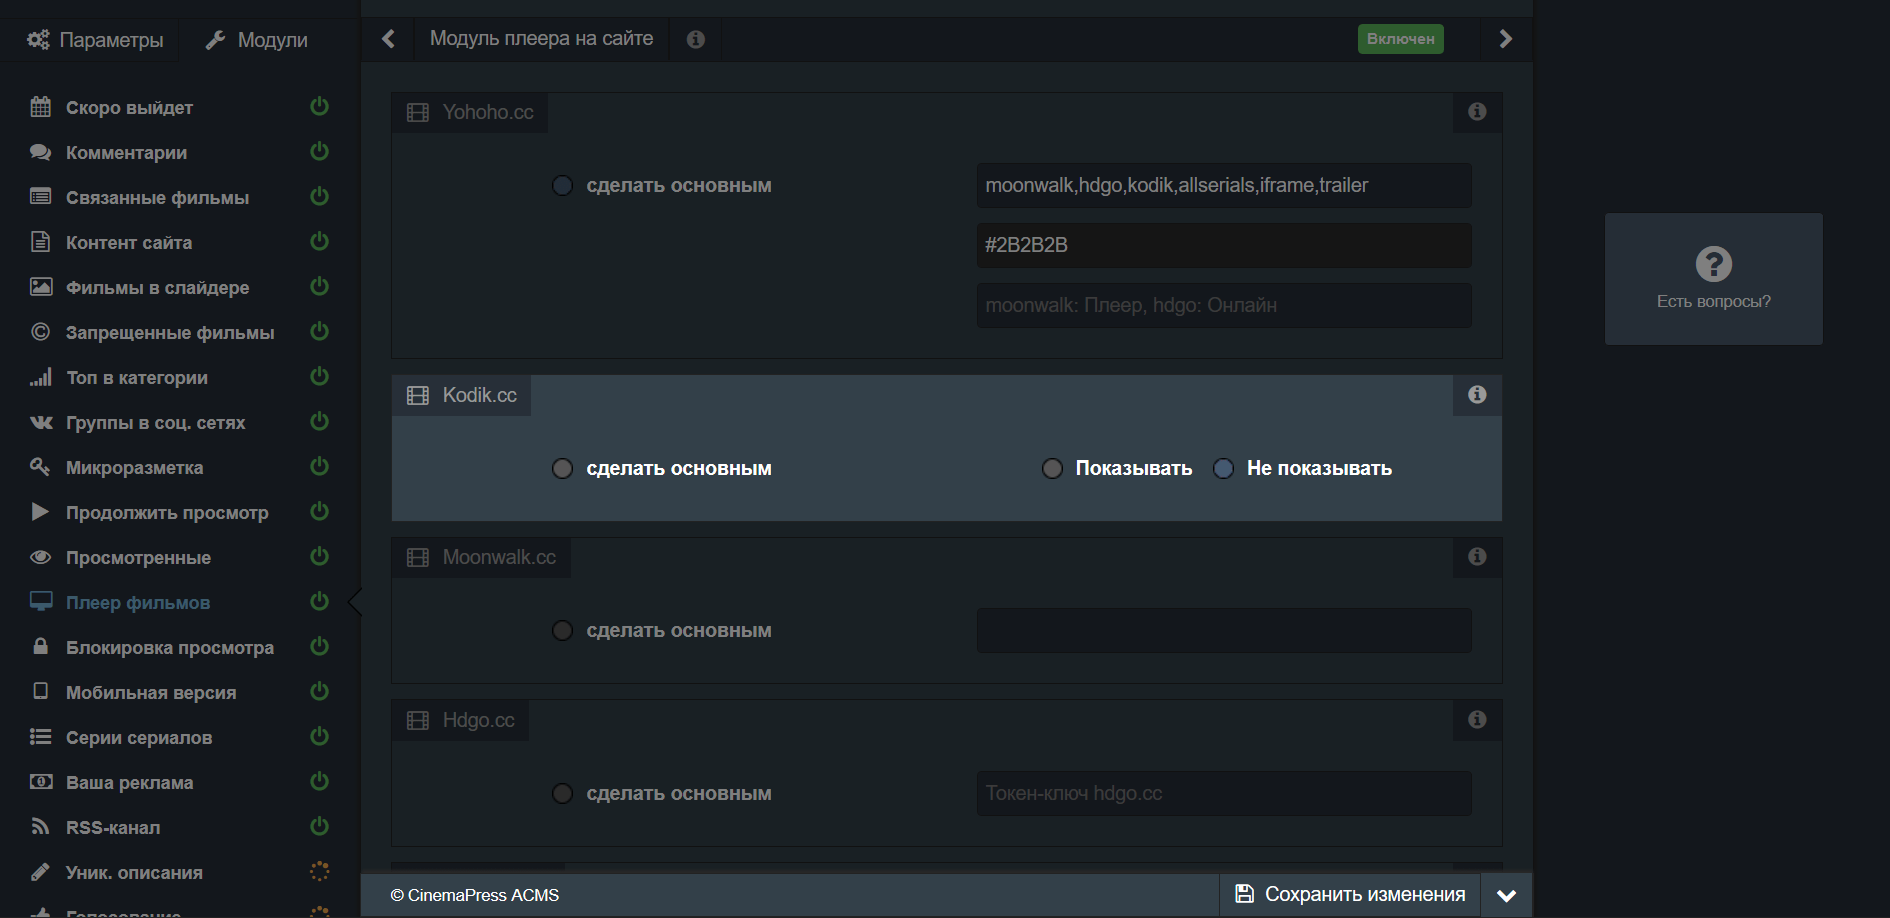 Параметры
Модули
Модуль плеера на сайте
Включен
Скоро выйдет
Комментарии
Связанные фильмы
Контент сайта
Фильмы в слайдере
Запрещенные фильмы
Топ в категории
Группы в соц. сетях
Микроразметка
Продолжить просмотр
Просмотренные
Плеер фильмов
Блокировка просмотра
Мобильная версия
Серии сериалов
Ваша реклама
RSS-канал
Уник. описания
Голосование
Yohoho.cc
сделать основным
moonwalk,hdgo,kodik,allserials,iframe,trailer
#2B2B2B
moonwalk: Плеер, hdgo: Онлайн
Kodik.cc
сделать основным
Показывать
Не показывать
Moonwalk.cc
сделать основным
Hdgo.cc
сделать основным
Токен-ключ hdgo.cc
© CinemaPress ACMS
Сохранить изменения
Есть вопросы?